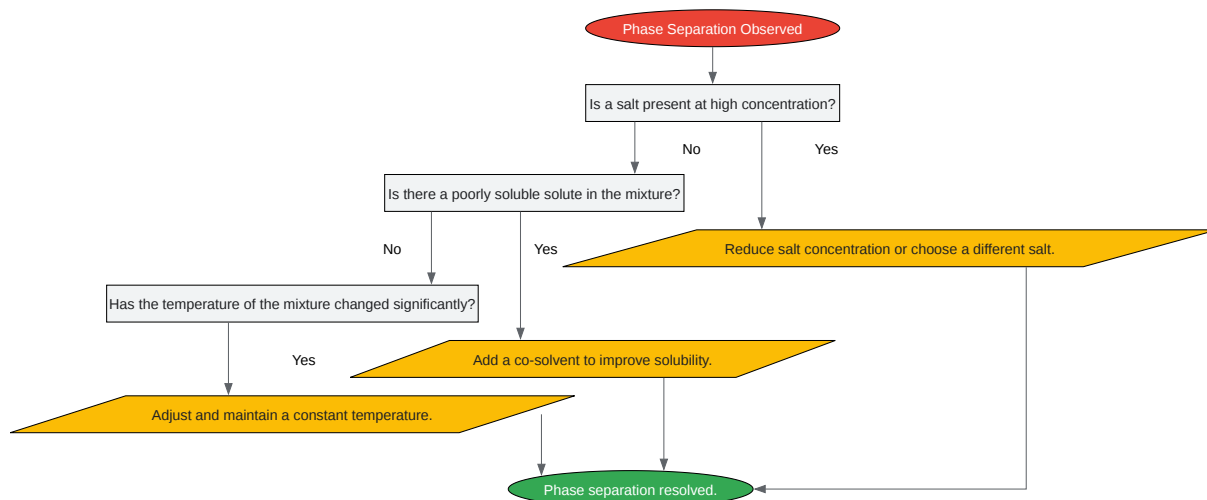 Phase Separation Observed
Is a salt present at high concentration?
No
Yes
Is there a poorly soluble solute in the mixture?
No
Yes
Reduce salt concentration or choose a different salt.
Has the temperature of the mixture changed significantly?
Yes
Add a co-solvent to improve solubility.
Adjust and maintain a constant temperature.
Phase separation resolved.